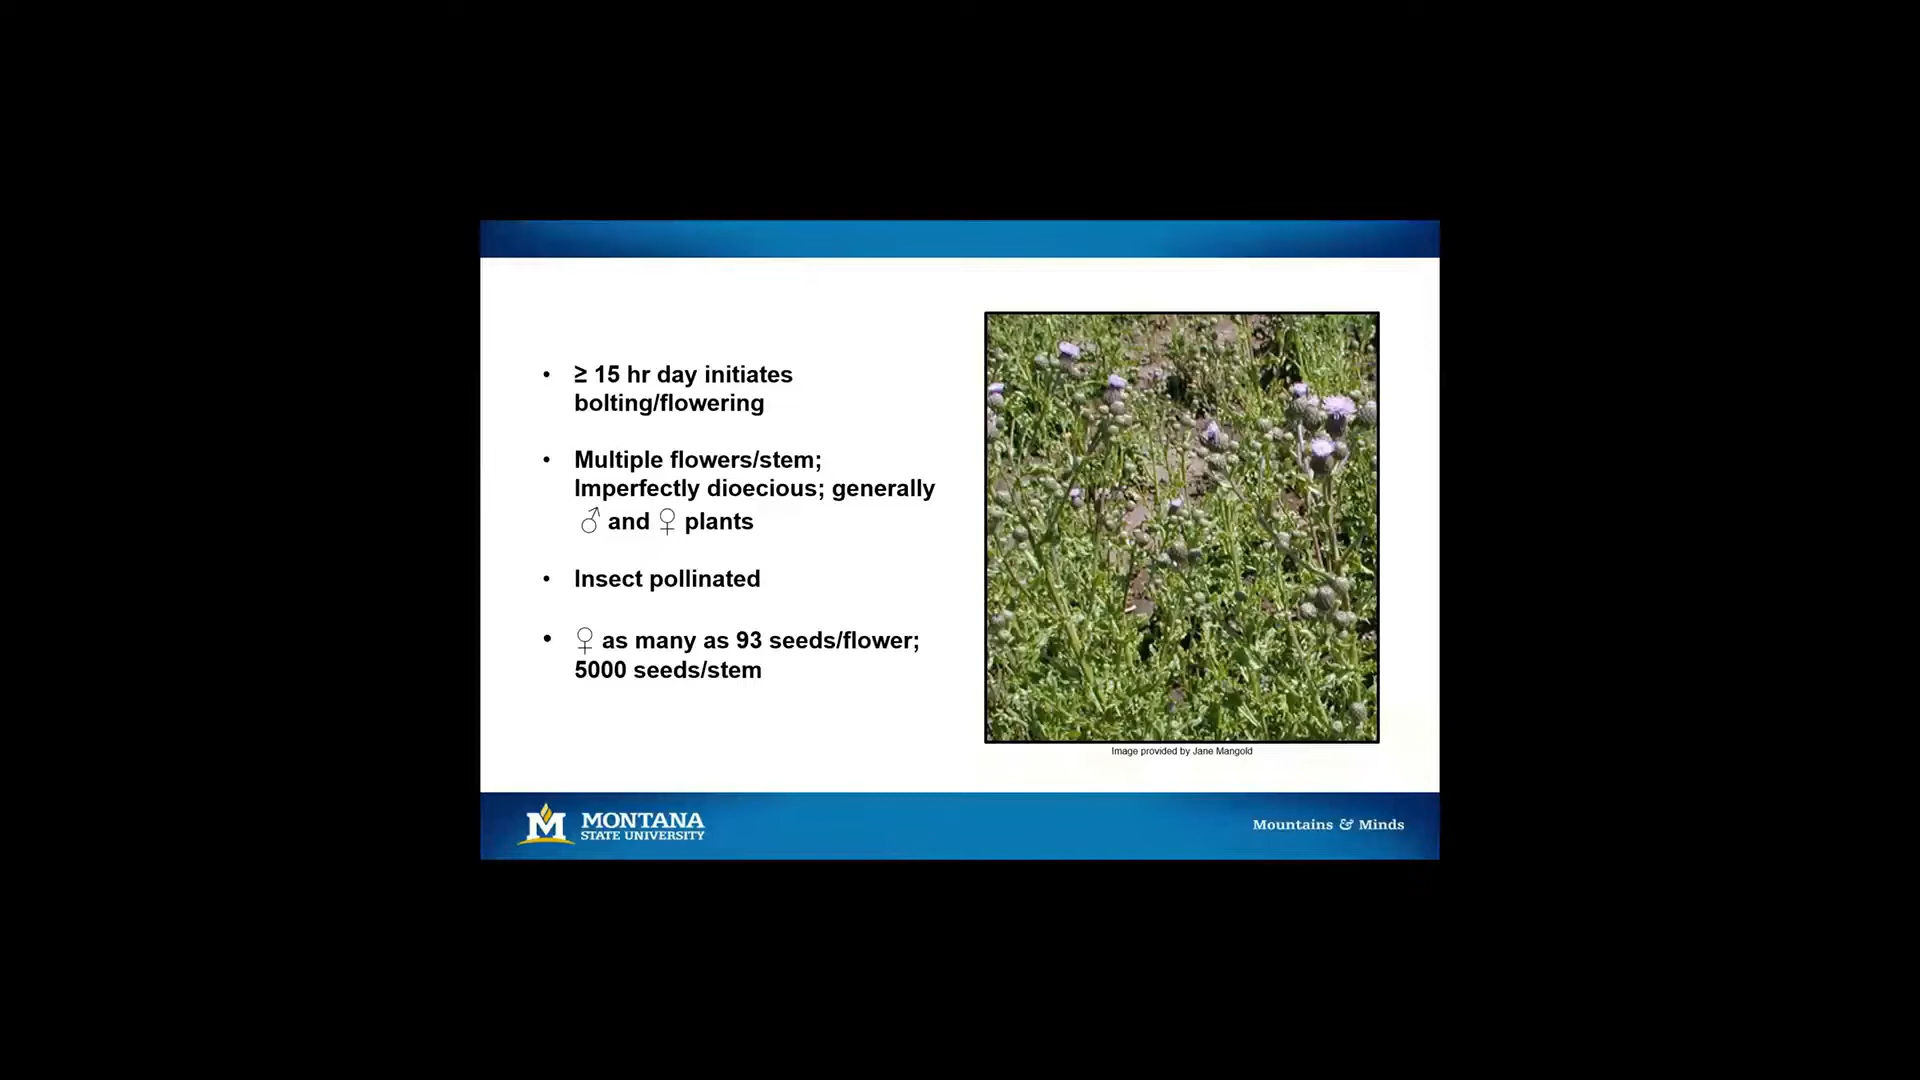 • ≥ 15 hr day initiates
bolting/flowering
• Multiple flowers/stem;
Imperfectly dioecious; generally
♂ and ♀ plants
• Insect pollinated
• ♀ as many as 93 seeds/flower;
5000 seeds/stem
Image provided by Jane Mangold
M MONTANA
STATE UNIVERSITY
Mountains & Minds